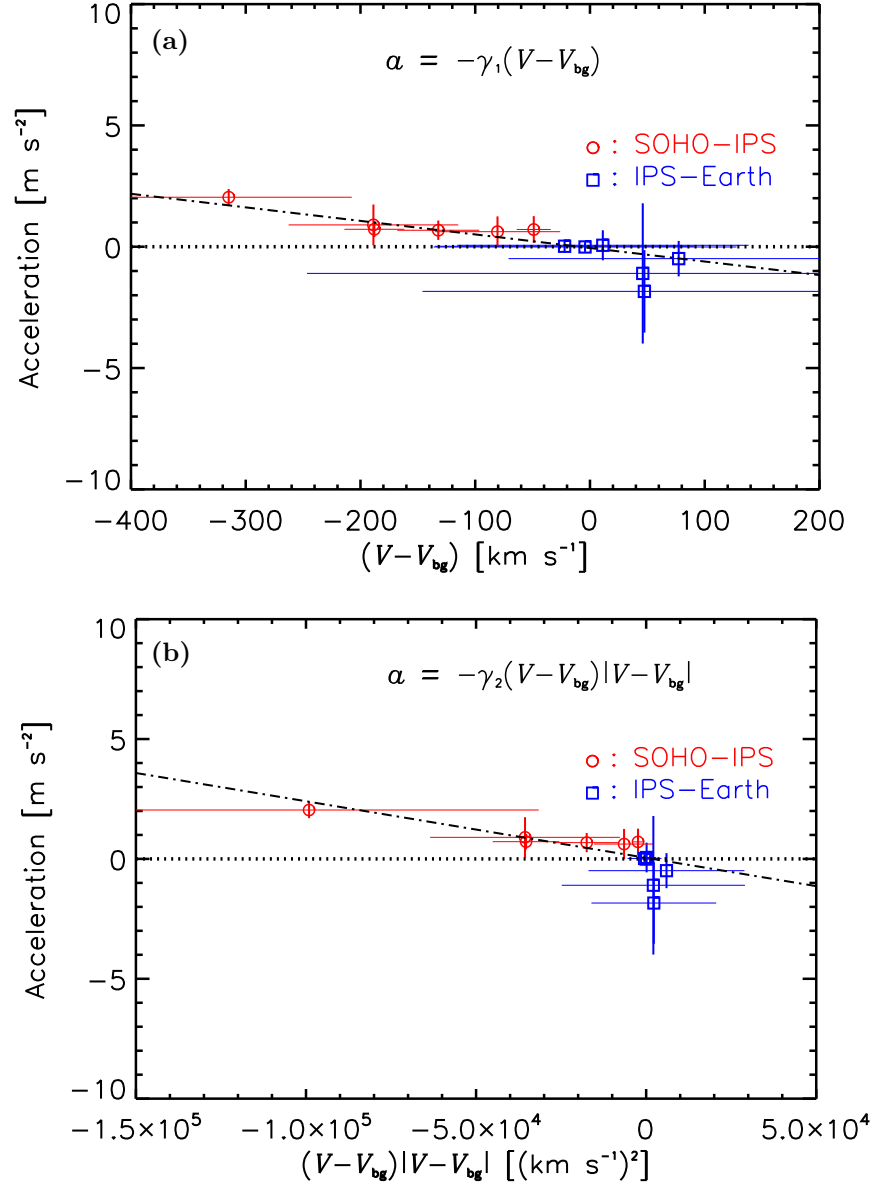 10
(a)
a = −γ₁(V−V_bg)
5
○ : SOHO−IPS
□ : IPS−Earth
0
−5
−10
Acceleration [m s⁻²]
−400 −300 −200 −100 0 100 200
(V−V_bg) [km s⁻¹]
10
(b)
a = −γ₂(V−V_bg)|V−V_bg|
5
○ : SOHO−IPS
□ : IPS−Earth
0
−5
−10
Acceleration [m s⁻²]
−1.5×10⁵ −1.0×10⁵ −5.0×10⁴ 0 5.0×10⁴
(V−V_bg)|V−V_bg| [(km s⁻¹)²]